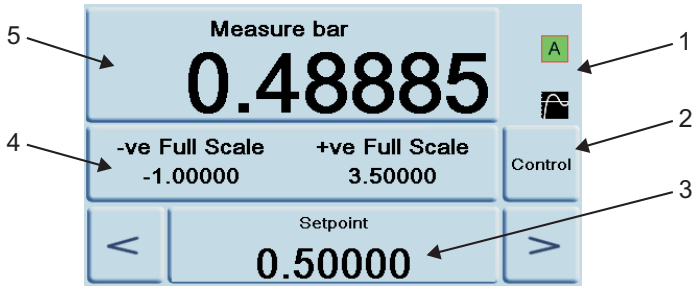 5
Measure bar
0.48885
A
1
4
-ve Full Scale +ve Full Scale
-1.00000 3.50000
Control
2
< Setpoint >
0.50000
3